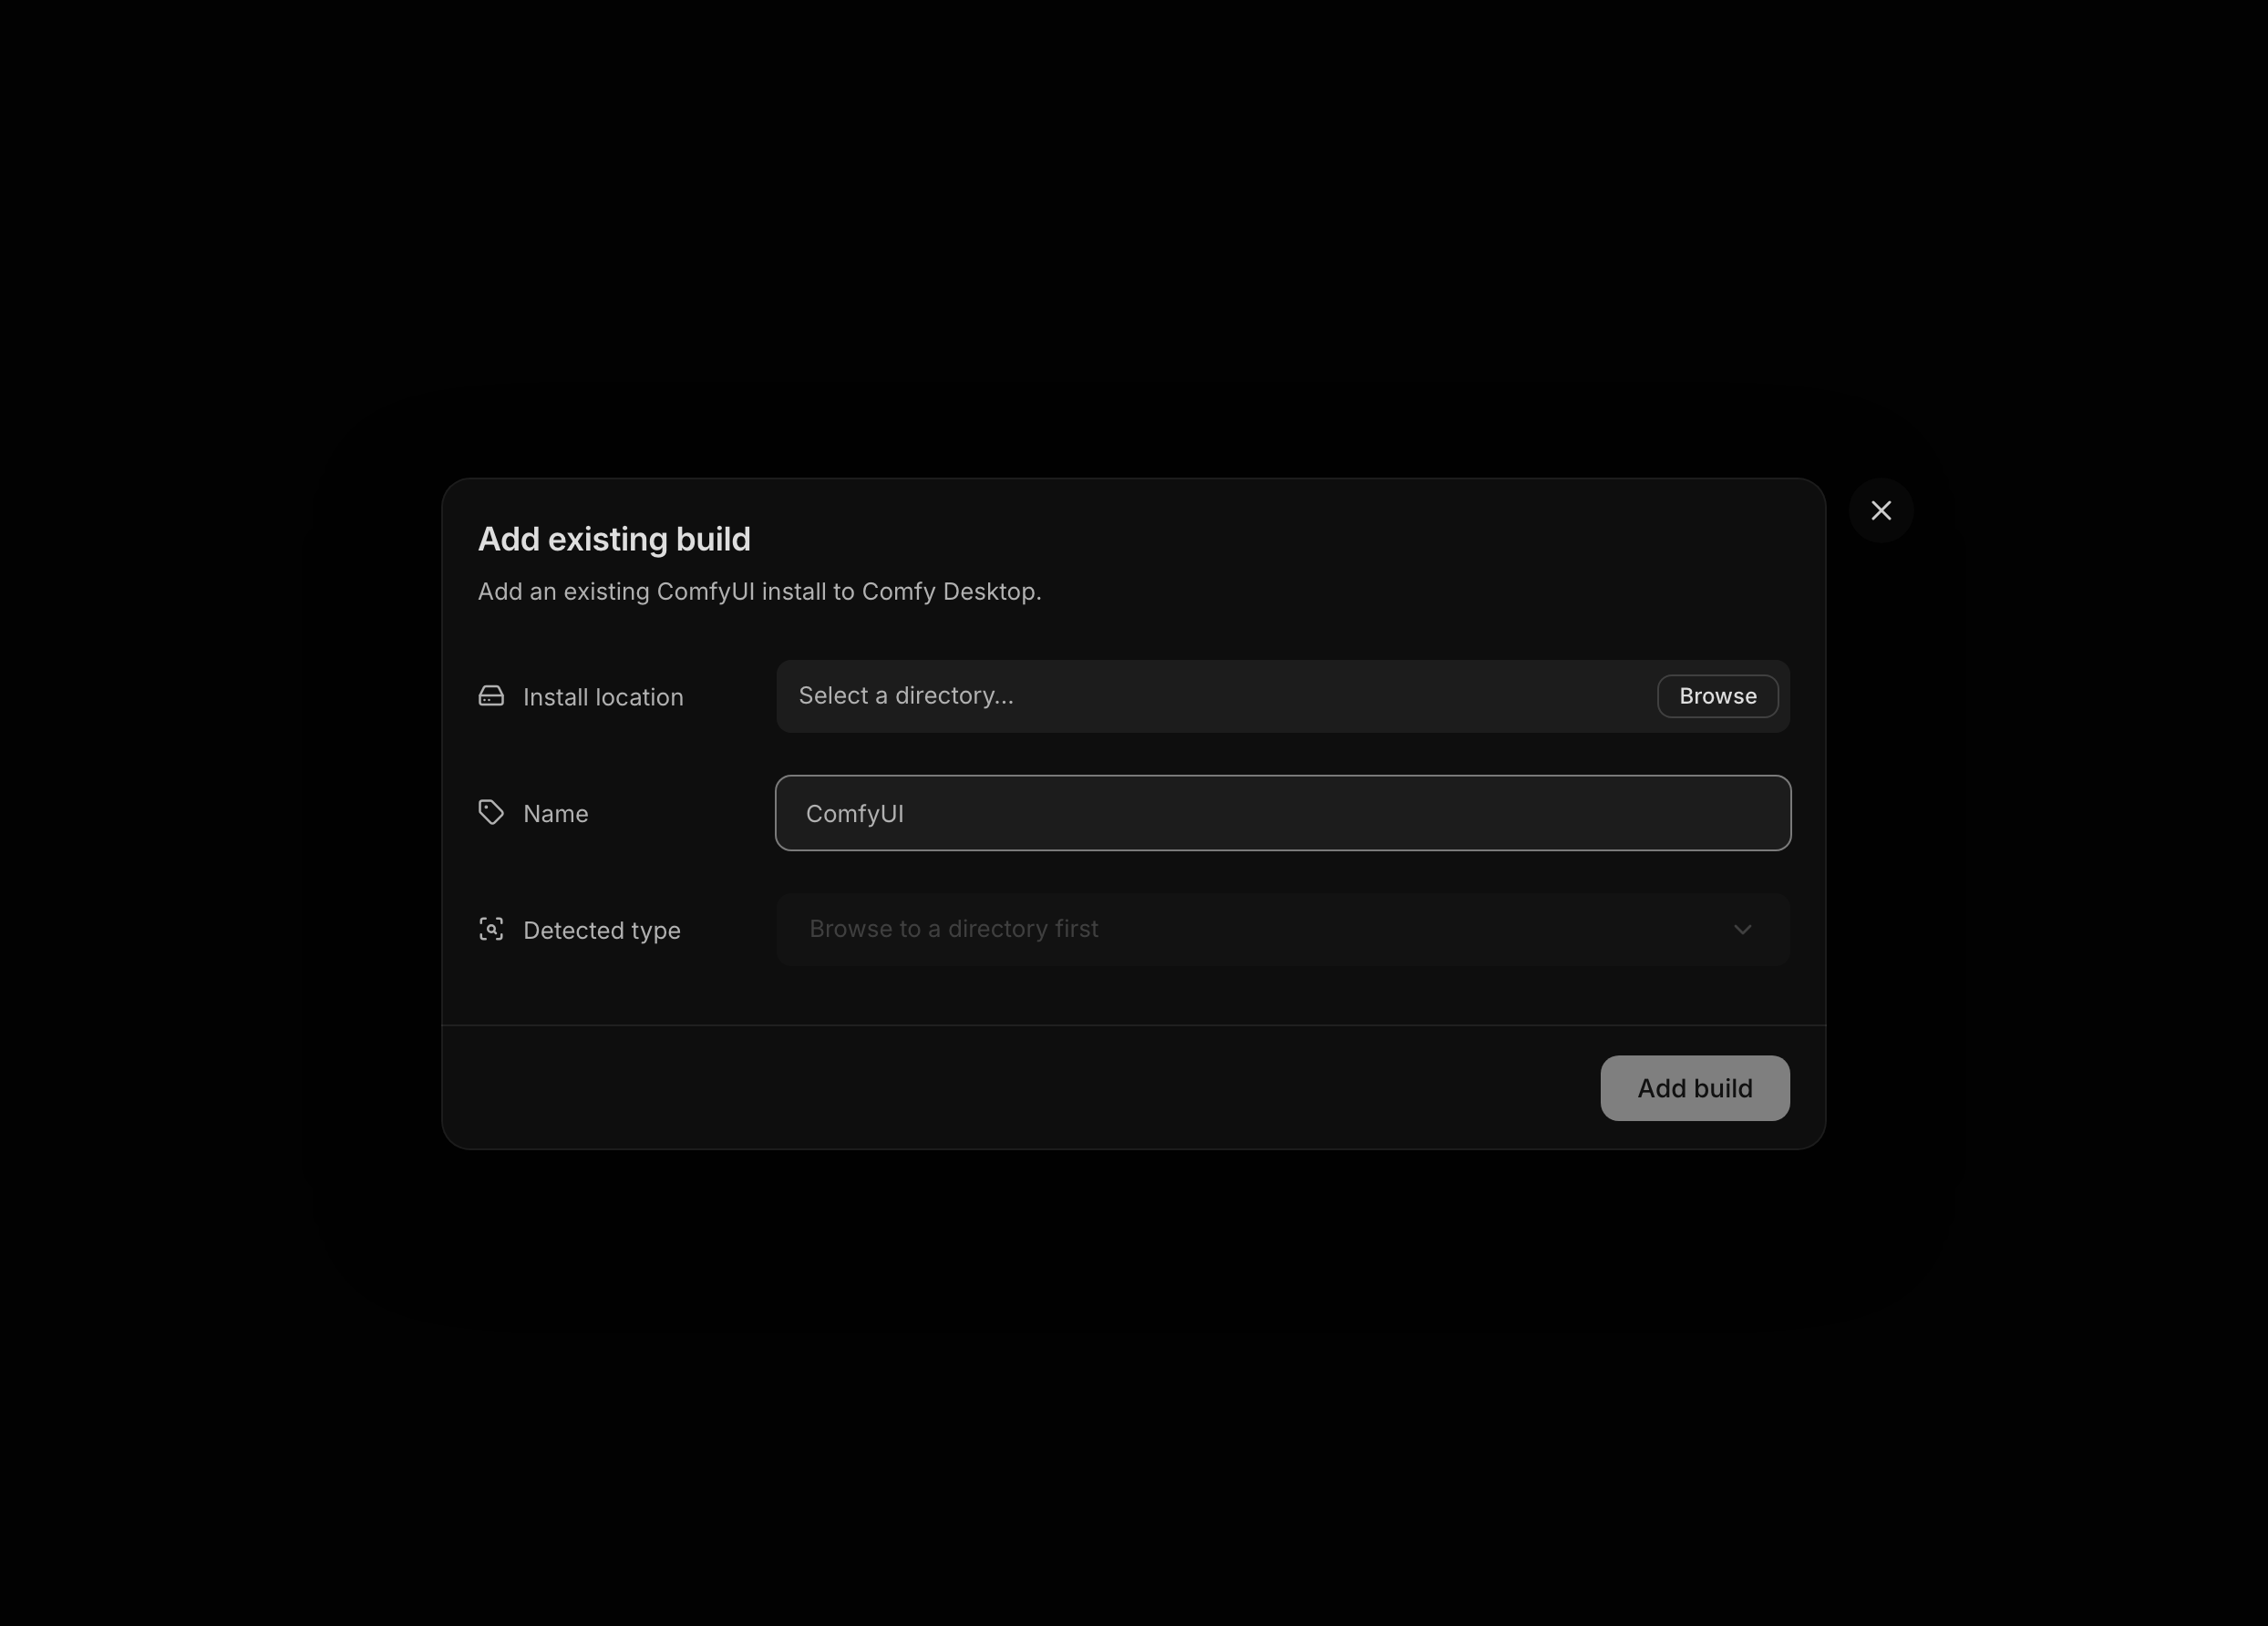 Add existing build
Add an existing ComfyUI install to Comfy Desktop.
Install location
Select a directory...
Browse
Name
ComfyUI
Detected type
Browse to a directory first
Add build